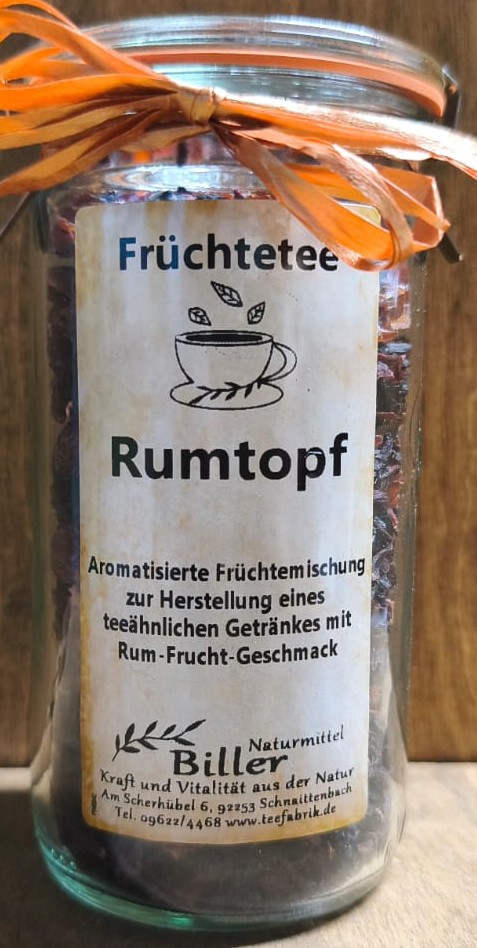 Früchtetee
Rumtopf
Aromatisierte Früchtemischung
zur Herstellung eines
teeähnlichen Getränkes mit
Rum-Frucht-Geschmack
Naturmittel
Biller
Kraft und Vitalität aus der Natur
Am Scherhübel 6, 92253 Schnaittenbach
Tel. 09622/4468 www.teefabrik.de